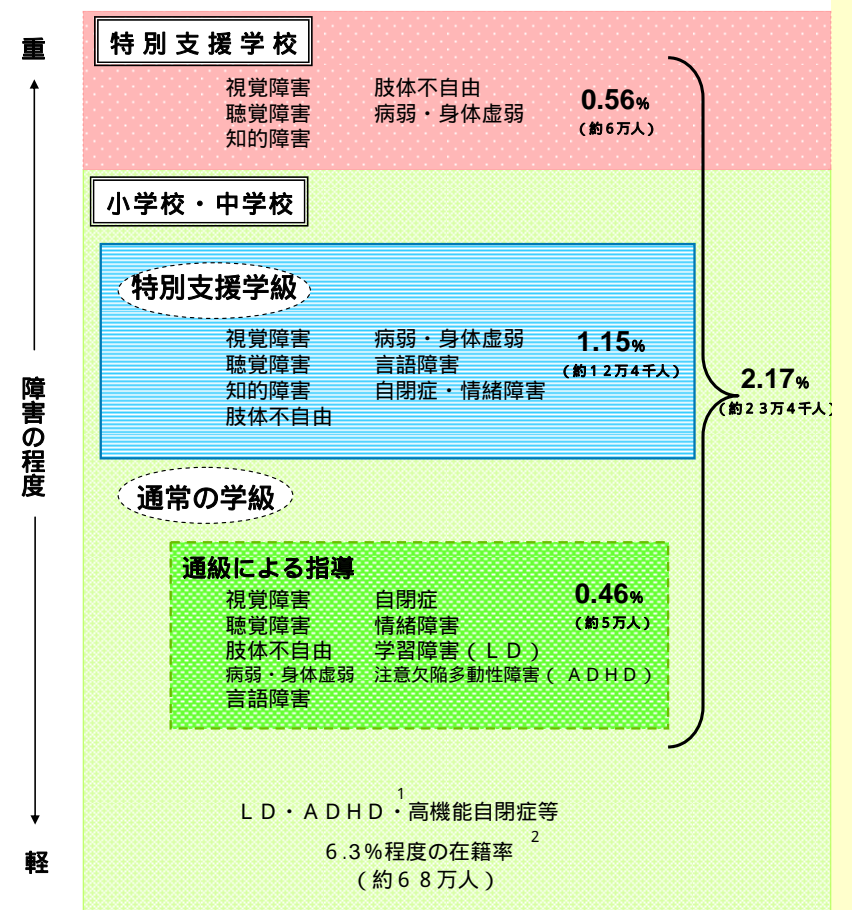 重
障害の程度
軽
特別支援学校
視覚障害　肢体不自由
聴覚障害　病弱・身体虚弱
知的障害
0.56%
（約6万人）
小学校・中学校
特別支援学級
視覚障害　病弱・身体虚弱
聴覚障害　言語障害
知的障害　自閉症・情緒障害
肢体不自由
1.15%
（約１２万４千人）
2.17%
（約２３万４千人）
通常の学級
通級による指導
視覚障害　自閉症
聴覚障害　情緒障害
肢体不自由　学習障害（ＬＤ）
病弱・身体虚弱　注意欠陥多動性障害（ＡＤＨＤ）
言語障害
0.46%
（約５万人）
1
ＬＤ・ＡＤＨＤ・高機能自閉症等
2
６.３％程度の在籍率
（約６８万人）